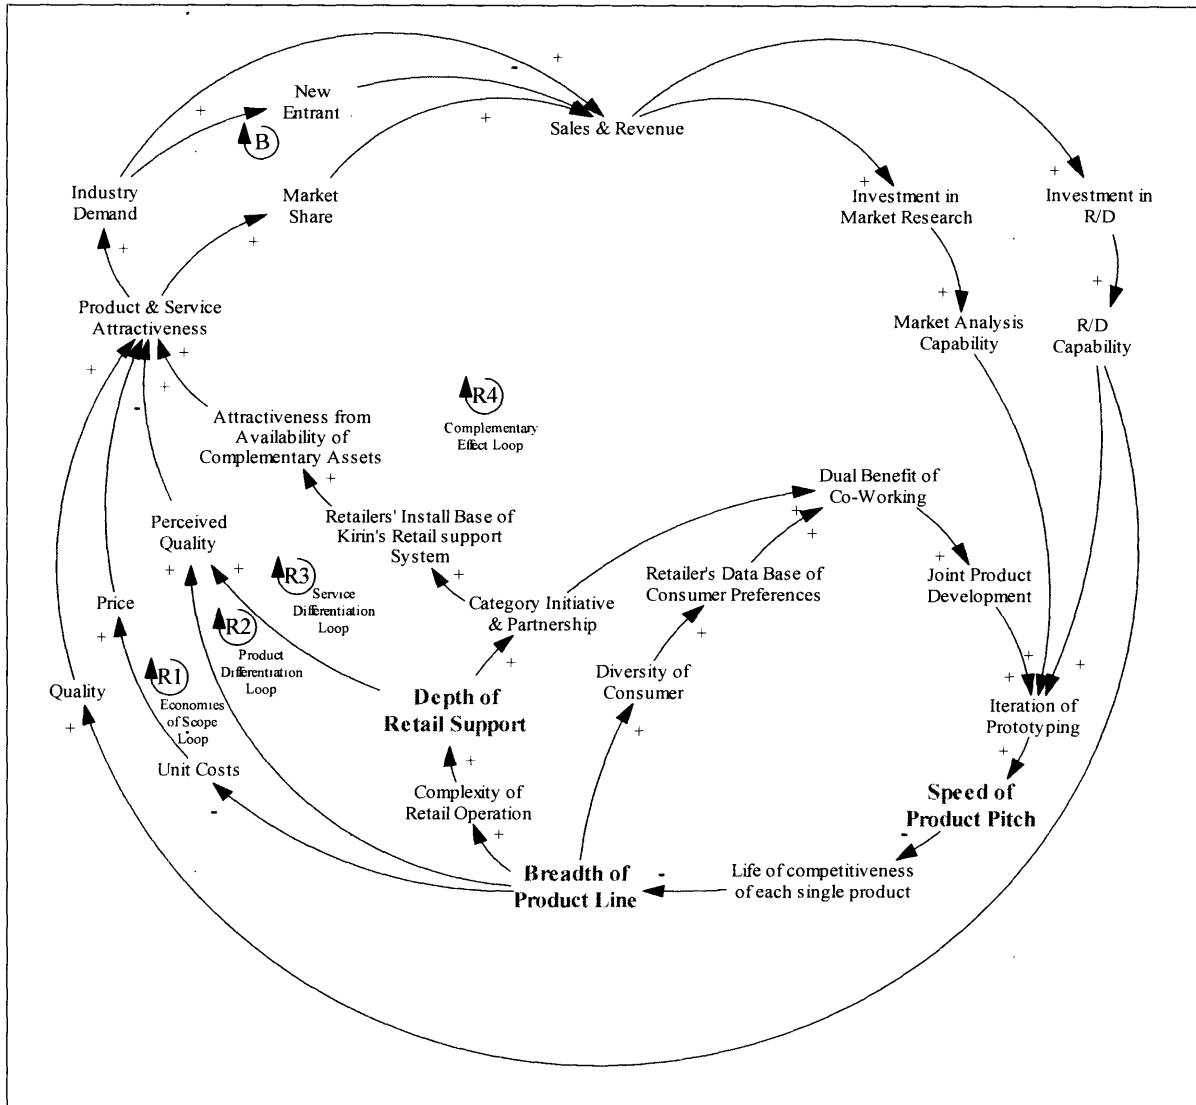 New
Entrant
B
Sales & Revenue
Industry
Demand
Market
Share
Investment in
Market Research
Investment in
R/D
Product & Service
Attractiveness
Market Analysis
Capability
R/D
Capability
R4
Complementary
Effect Loop
Attractiveness from
Availability of
Complementary Assets
Dual Benefit of
Co-Working
Retailers' Install Base of
Kirin's Retail support
System
Perceived
Quality
R3
Service
Differentiation
Loop
Retailer's Data Base of
Consumer Preferences
Joint Product
Development
Price
Category Initiative
& Partnership
R2
Product
Differentiation
Loop
R1
Economies
of Scope
Loop
Quality
Depth of
Retail Support
Diversity of
Consumer
Iteration of
Prototyping
Unit Costs
Complexity of
Retail Operation
Speed of
Product Pitch
Breadth of
Product Line
Life of competitiveness
of each single product